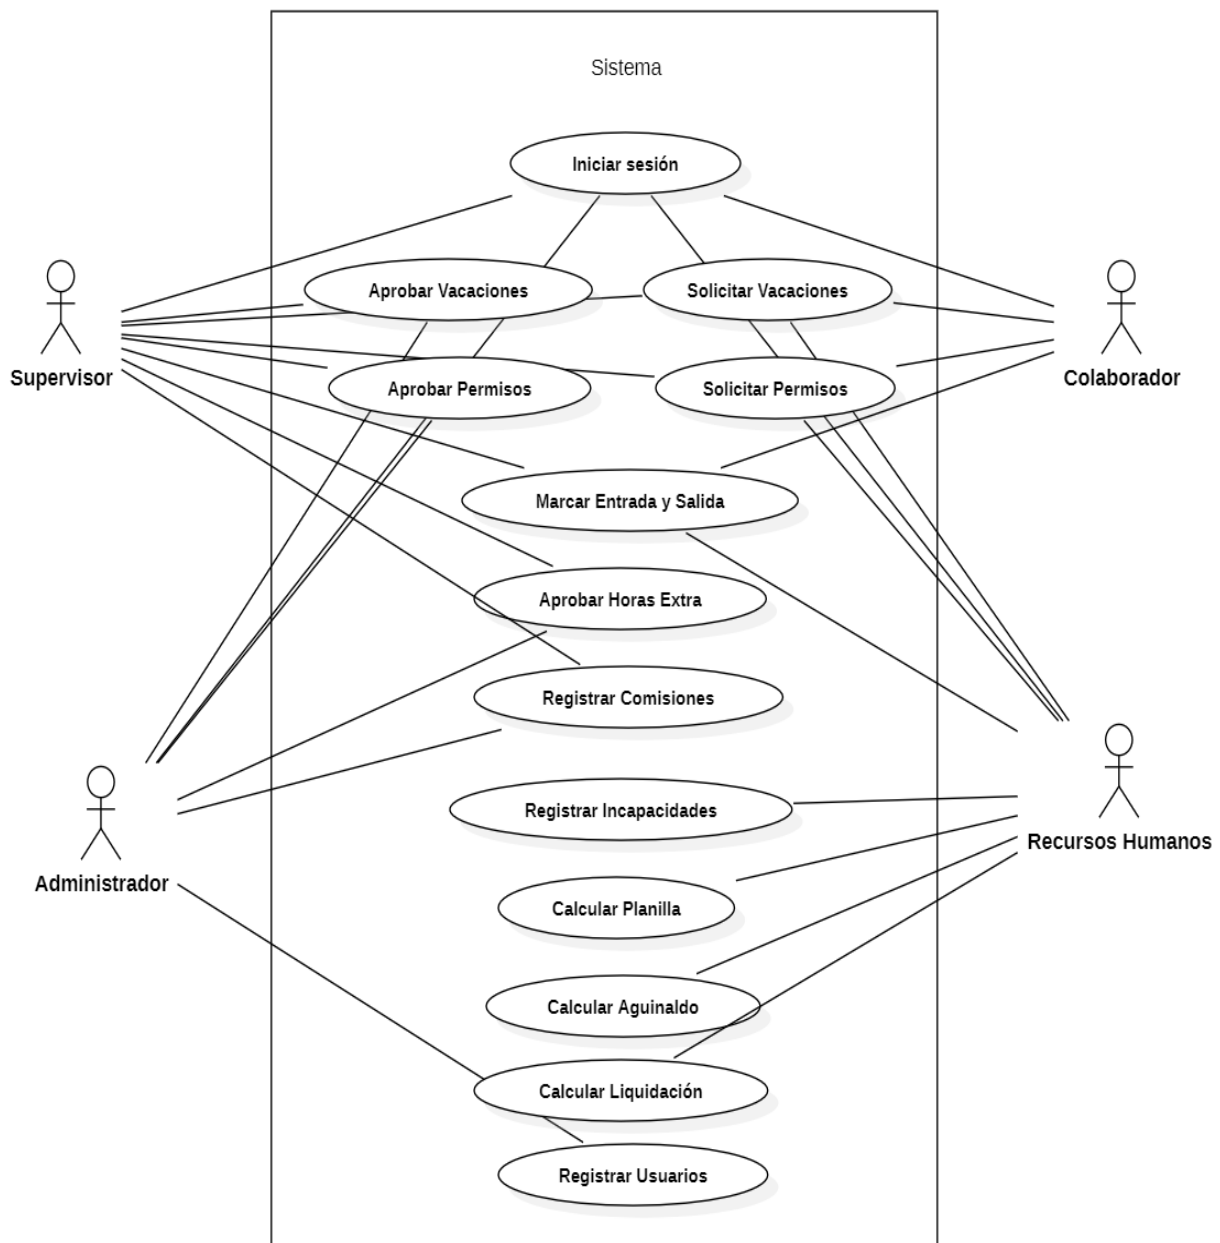 Sistema
Iniciar sesión
Aprobar Vacaciones
Solicitar Vacaciones
Supervisor
Colaborador
Aprobar Permisos
Solicitar Permisos
Marcar Entrada y Salida
Aprobar Horas Extra
Registrar Comisiones
Registrar Incapacidades
Recursos Humanos
Administrador
Calcular Planilla
Calcular Aguinaldo
Calcular Liquidación
Registrar Usuarios